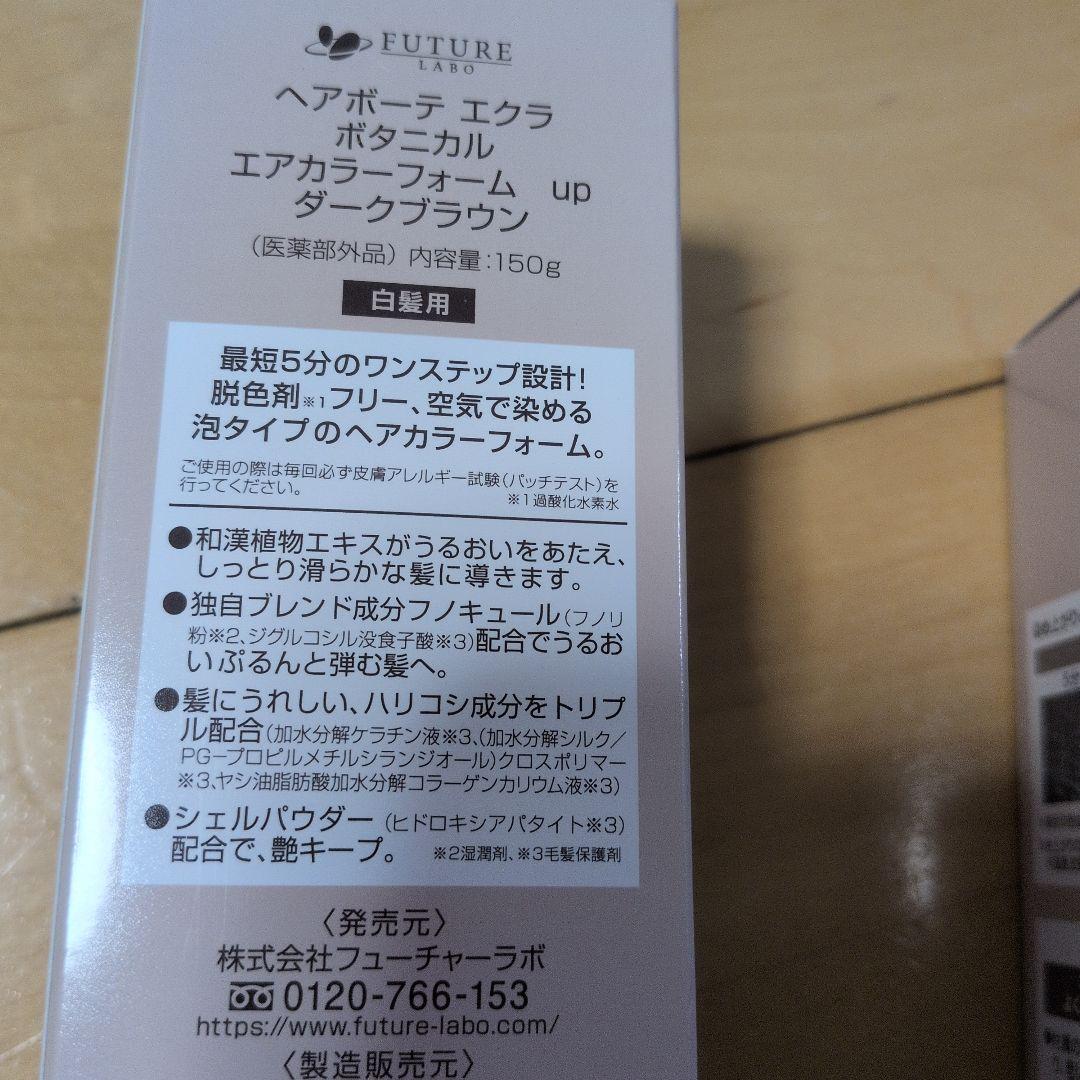 FUTURE
LABO
ヘアボーテ エクラ
ボタニカル
エアカラーフォーム up
ダークブラウン
（医薬部外品）内容量:150g
白髪用
最短5分のワンステップ設計！
脱色剤※1フリー、空気で染める
泡タイプのヘアカラーフォーム。
ご使用の際は毎回必ず皮膚アレルギー試験（パッチテスト）を
行ってください。
※1過酸化水素水
●和漢植物エキスがうるおいをあたえ、
しっとり滑らかな髪に導きます。
●独自ブレンド成分フノキュール（フノリ
粉※2、ジグルコシル没食子酸※3）配合でうるお
いぷるんと弾む髪へ。
●髪にうれしい、ハリコシ成分をトリプ
ル配合（加水分解ケラチン液※3、（加水分解シルク／
PG－プロピルメチルシランジオール）クロスポリマー
※3、ヤシ油脂肪酸加水分解コラーゲンカリウム液※3）
●シェルパウダー（ヒドロキシアパタイト※3）
配合で、艶キープ。 ※2湿潤剤、※3毛髪保護剤
〈発売元〉
株式会社フューチャーラボ
0120-766-153
https://www.future-labo.com/
〈製造販売元〉